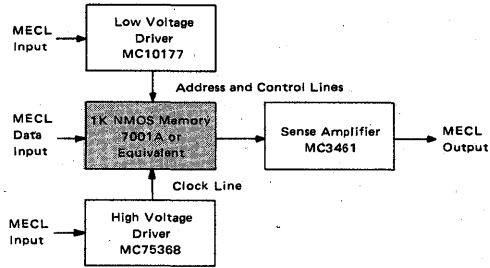 MECL
Input
Low Voltage
Driver
MC10177
Address and Control Lines
MECL
Data
Input
1K NMOS Memory
7001A or
Equivalent
Sense Amplifier
MC3461
MECL
Output
Clock Line
MECL
Input
High Voltage
Driver
MC75368